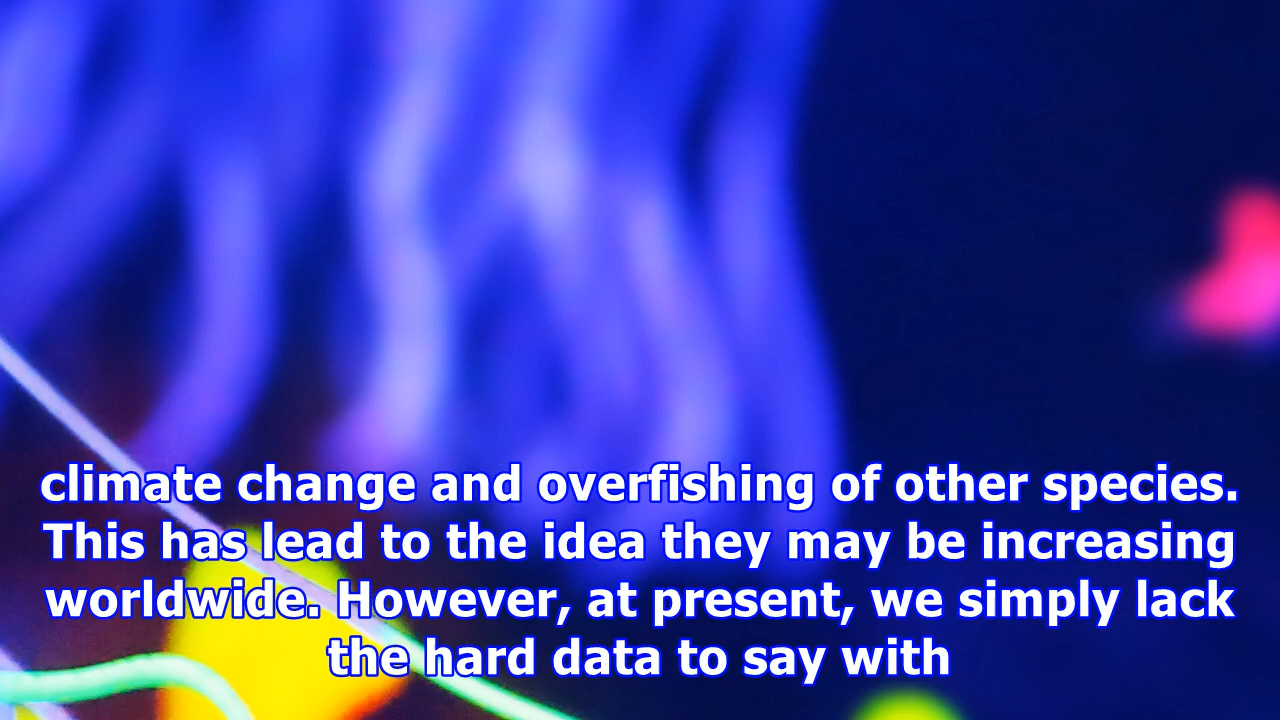 climate change and overfishing of other species.
This has lead to the idea they may be increasing
worldwide. However, at present, we simply lack
the hard data to say with